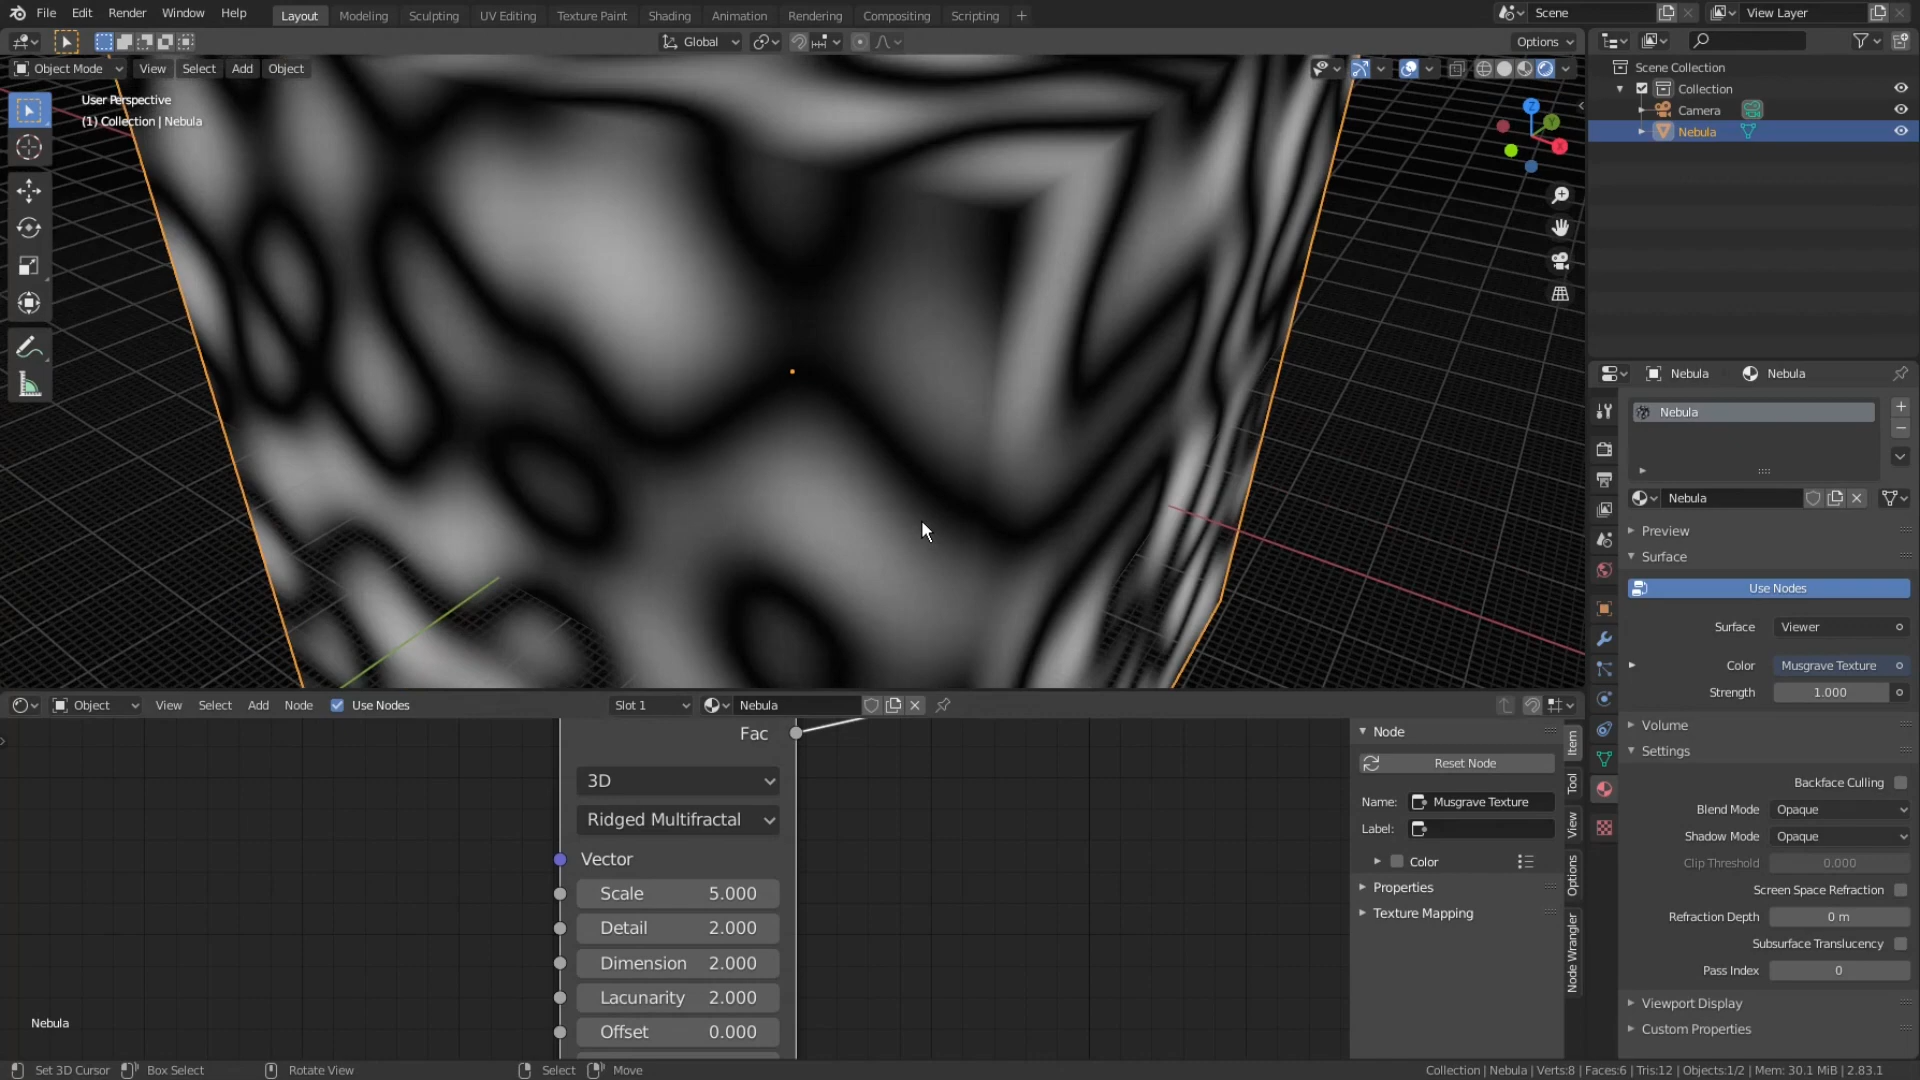 File Edit Render Window Help Layout Modeling Sculpting UV Editing Texture Paint Shading Animation Rendering Compositing Scripting + Scene View Layer
Global Options
Object Mode View Select Add Object
User Perspective
(1) Collection | Nebula
Z
Y
X
Scene Collection
Collection
Camera
Nebula
Nebula Nebula
Nebula
Nebula
Preview
Surface
Use Nodes
Surface Viewer
Color Musgrave Texture
Strength 1.000
Volume
Settings
Backface Culling
Blend Mode Opaque
Shadow Mode Opaque
Clip Threshold 0.000
Screen Space Refraction
Refraction Depth 0 m
Subsurface Translucency
Pass Index 0
Viewport Display
Custom Properties
Object View Select Add Node Use Nodes Slot 1 Nebula
Fac
3D
Ridged Multifractal
Vector
Scale 5.000
Detail 2.000
Dimension 2.000
Lacunarity 2.000
Offset 0.000
Nebula
Node
Reset Node
Name: Musgrave Texture
Label:
Color
Properties
Texture Mapping
Item
Tool
View
Options
Node Wrangler
Set 3D Cursor Box Select Rotate View Select Move Collection | Nebula | Verts:8 | Faces:6 | Tris:12 | Objects:1/2 | Mem: 30.1 MiB | 2.83.1